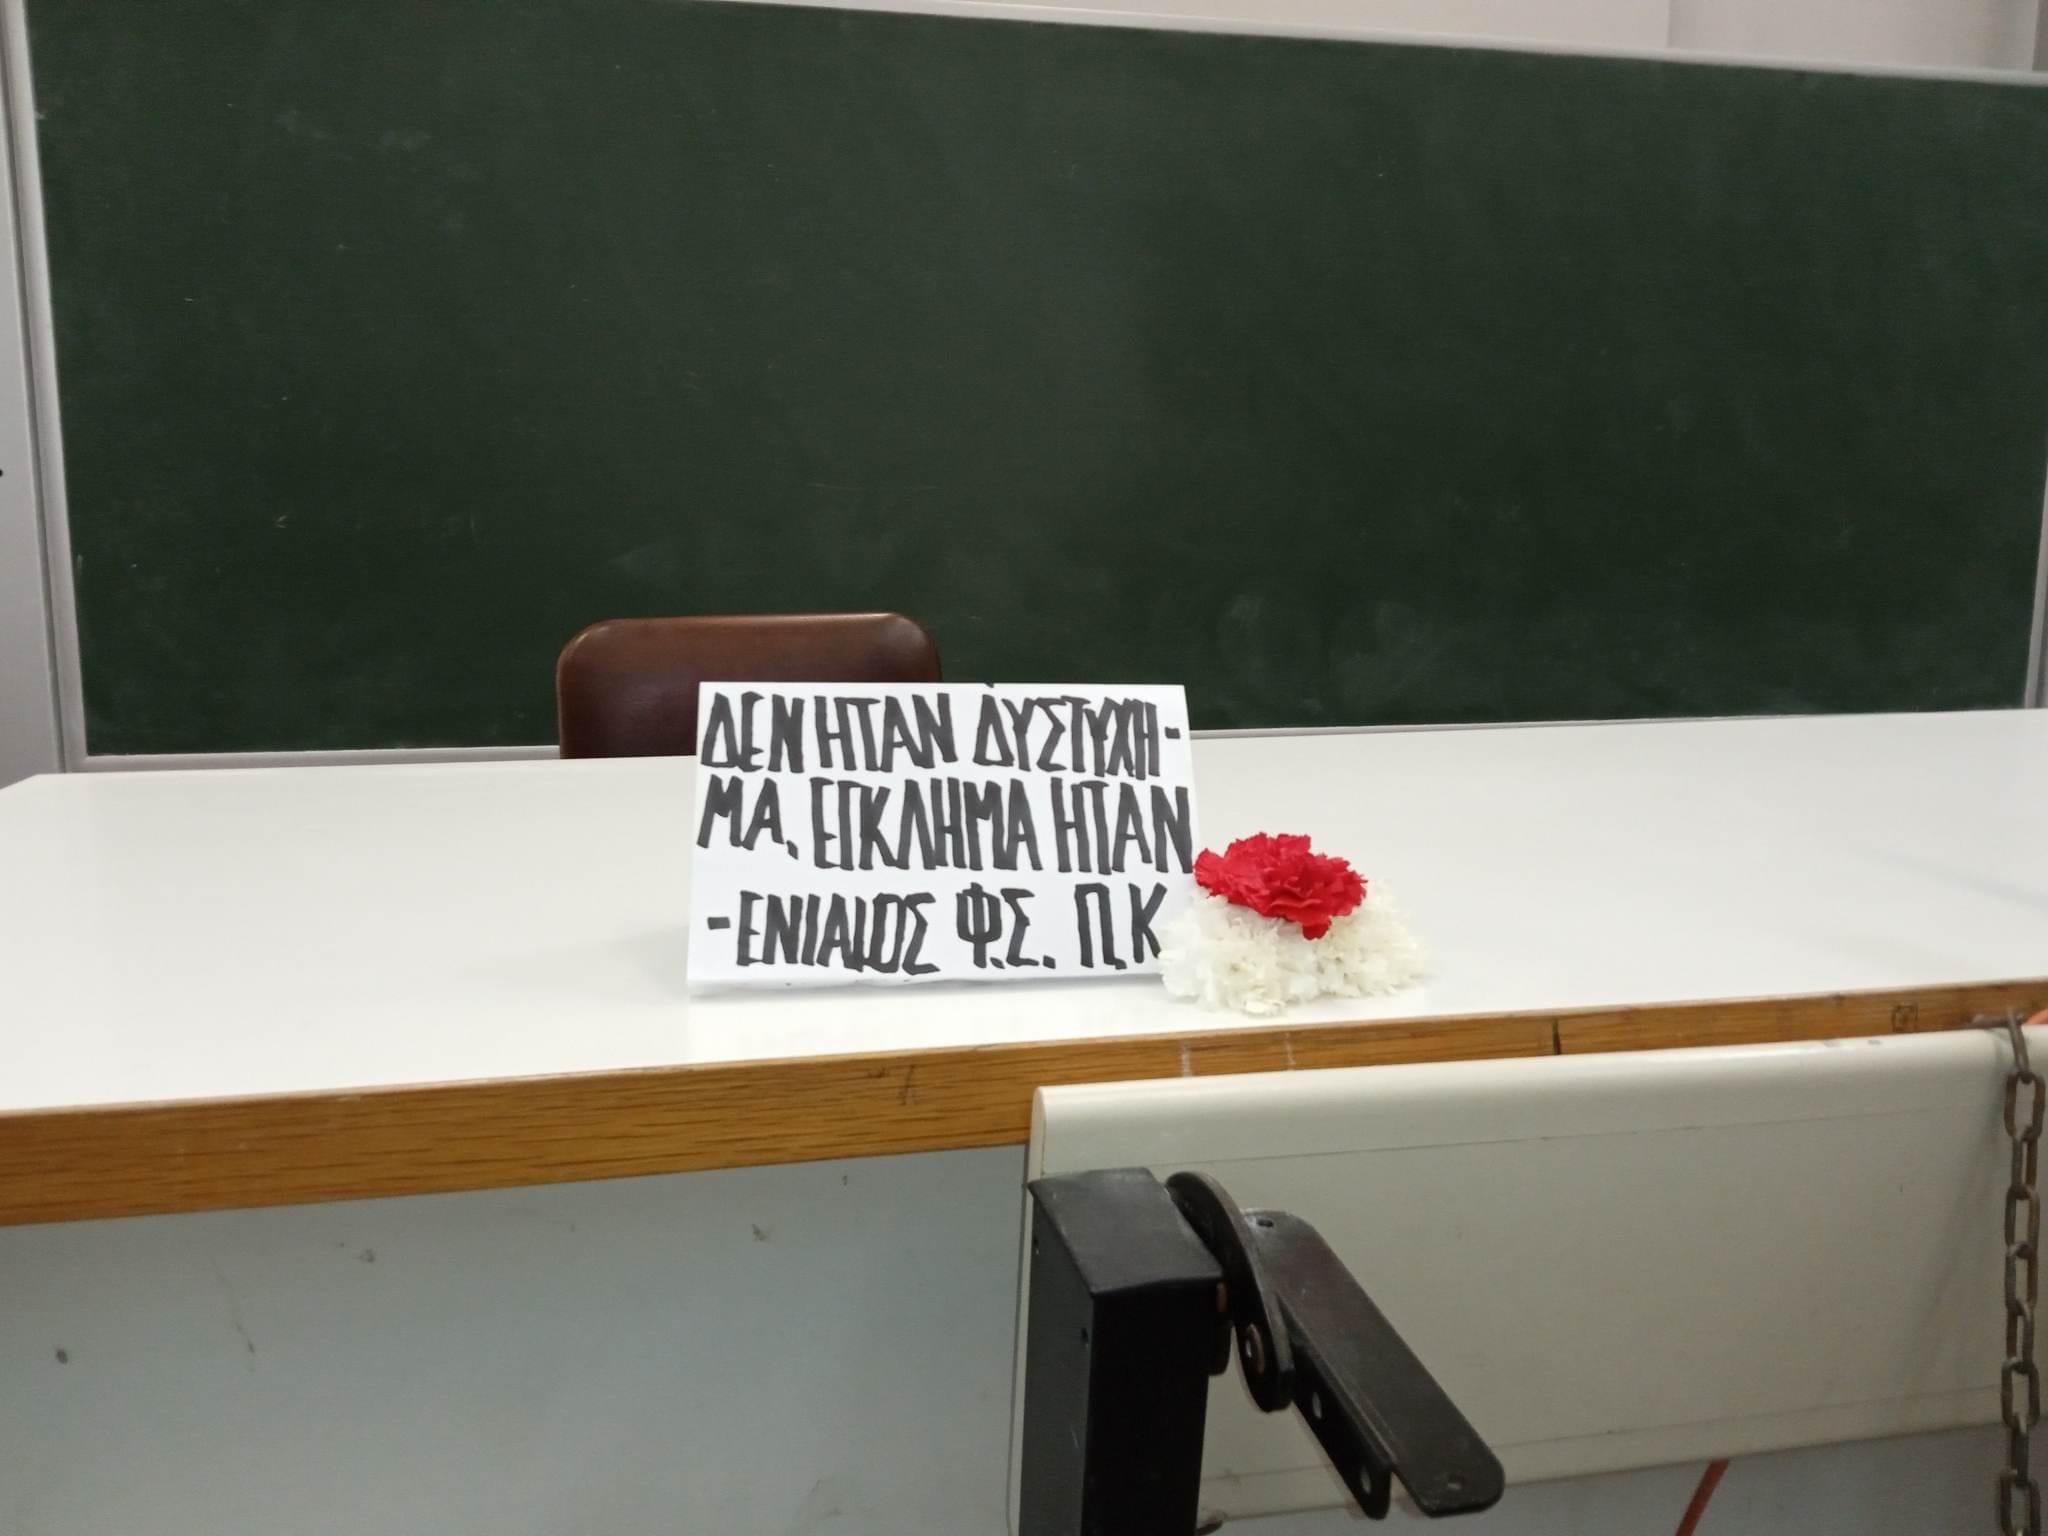 ΔΕΝ ΗΤΑΝ ΔΥΣΤΥΧΗ-
ΜΑ, ΕΓΚΛΗΜΑ ΗΤΑΝ
-ΕΝΙΑΙΟΣ Φ.Σ. Π.Κ